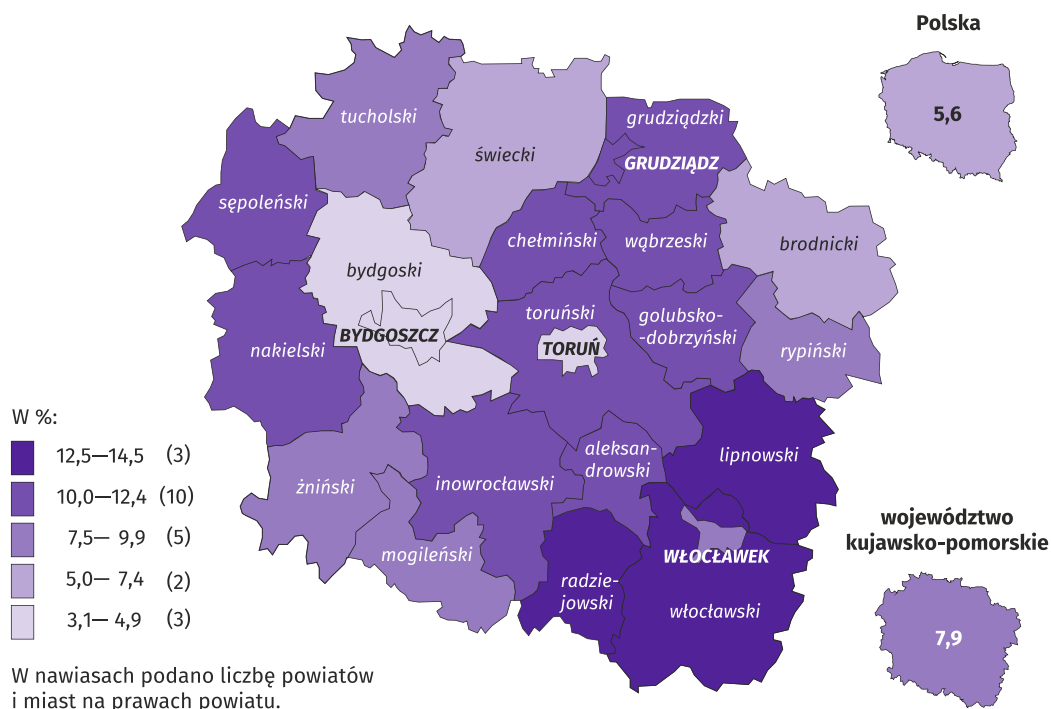 Polska
5,6
tucholski
grudziądzki
świecki
GRUDZIĄDZ
sępoleński
chełmiński
wąbrzeski
brodnicki
bydgoski
toruński
golubsko-
-dobrzyński
BYDGOSZCZ
TORUŃ
nakielski
rypiński
W %:
12,5—14,5 (3)
10,0—12,4 (10)
7,5— 9,9 (5)
5,0— 7,4 (2)
3,1— 4,9 (3)
aleksan-
drowski
lipnowski
żniński
inowrocławski
mogileński
WŁOCŁAWEK
radzie-
jowski
włocławski
województwo
kujawsko-pomorskie
7,9
W nawiasach podano liczbę powiatów
i miast na prawach powiatu.